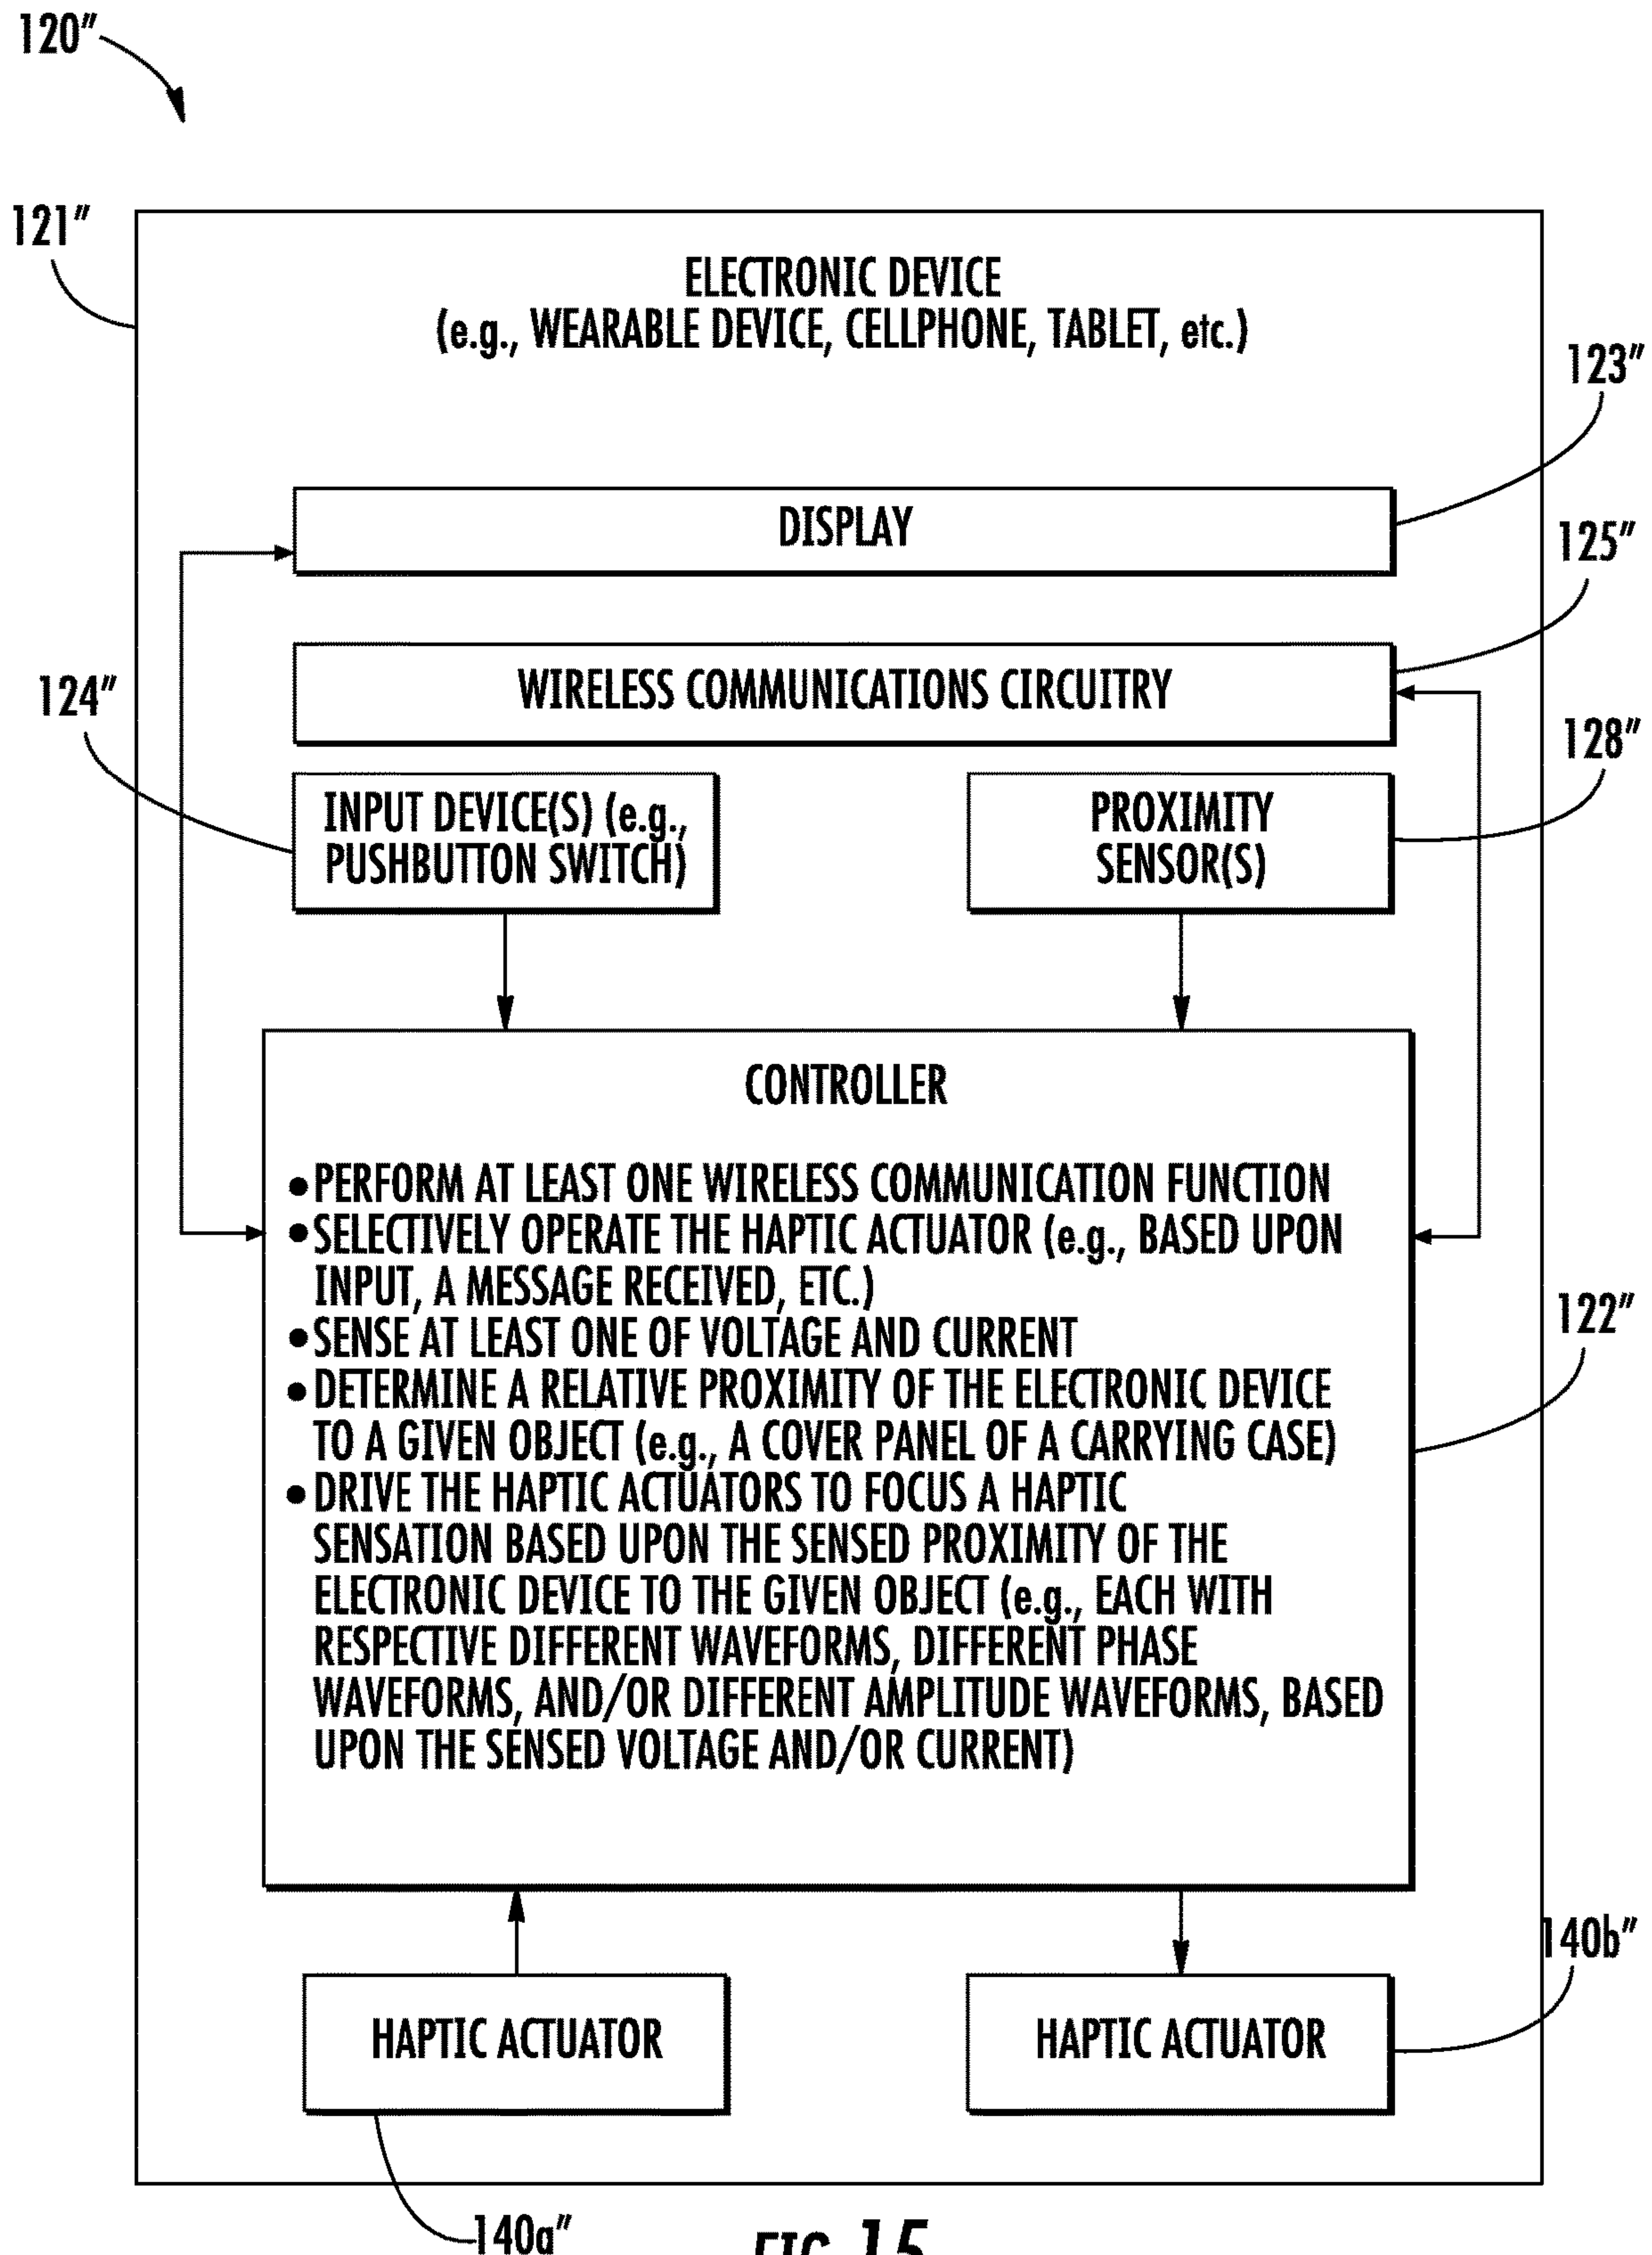 120″
121″
ELECTRONIC DEVICE
(e.g., WEARABLE DEVICE, CELLPHONE, TABLET, etc.)
123″
DISPLAY
125″
WIRELESS COMMUNICATIONS CIRCUITRY
124″
128″
INPUT DEVICE(S) (e.g.,
PUSHBUTTON SWITCH)
PROXIMITY
SENSOR(S)
CONTROLLER
● PERFORM AT LEAST ONE WIRELESS COMMUNICATION FUNCTION
● SELECTIVELY OPERATE THE HAPTIC ACTUATOR (e.g., BASED UPON
INPUT, A MESSAGE RECEIVED, ETC.)
● SENSE AT LEAST ONE OF VOLTAGE AND CURRENT
● DETERMINE A RELATIVE PROXIMITY OF THE ELECTRONIC DEVICE
TO A GIVEN OBJECT (e.g., A COVER PANEL OF A CARRYING CASE)
● DRIVE THE HAPTIC ACTUATORS TO FOCUS A HAPTIC
SENSATION BASED UPON THE SENSED PROXIMITY OF THE
ELECTRONIC DEVICE TO THE GIVEN OBJECT (e.g., EACH WITH
RESPECTIVE DIFFERENT WAVEFORMS, DIFFERENT PHASE
WAVEFORMS, AND/OR DIFFERENT AMPLITUDE WAVEFORMS, BASED
UPON THE SENSED VOLTAGE AND/OR CURRENT)
122″
140b″
HAPTIC ACTUATOR
HAPTIC ACTUATOR
140a″
FIG. 15